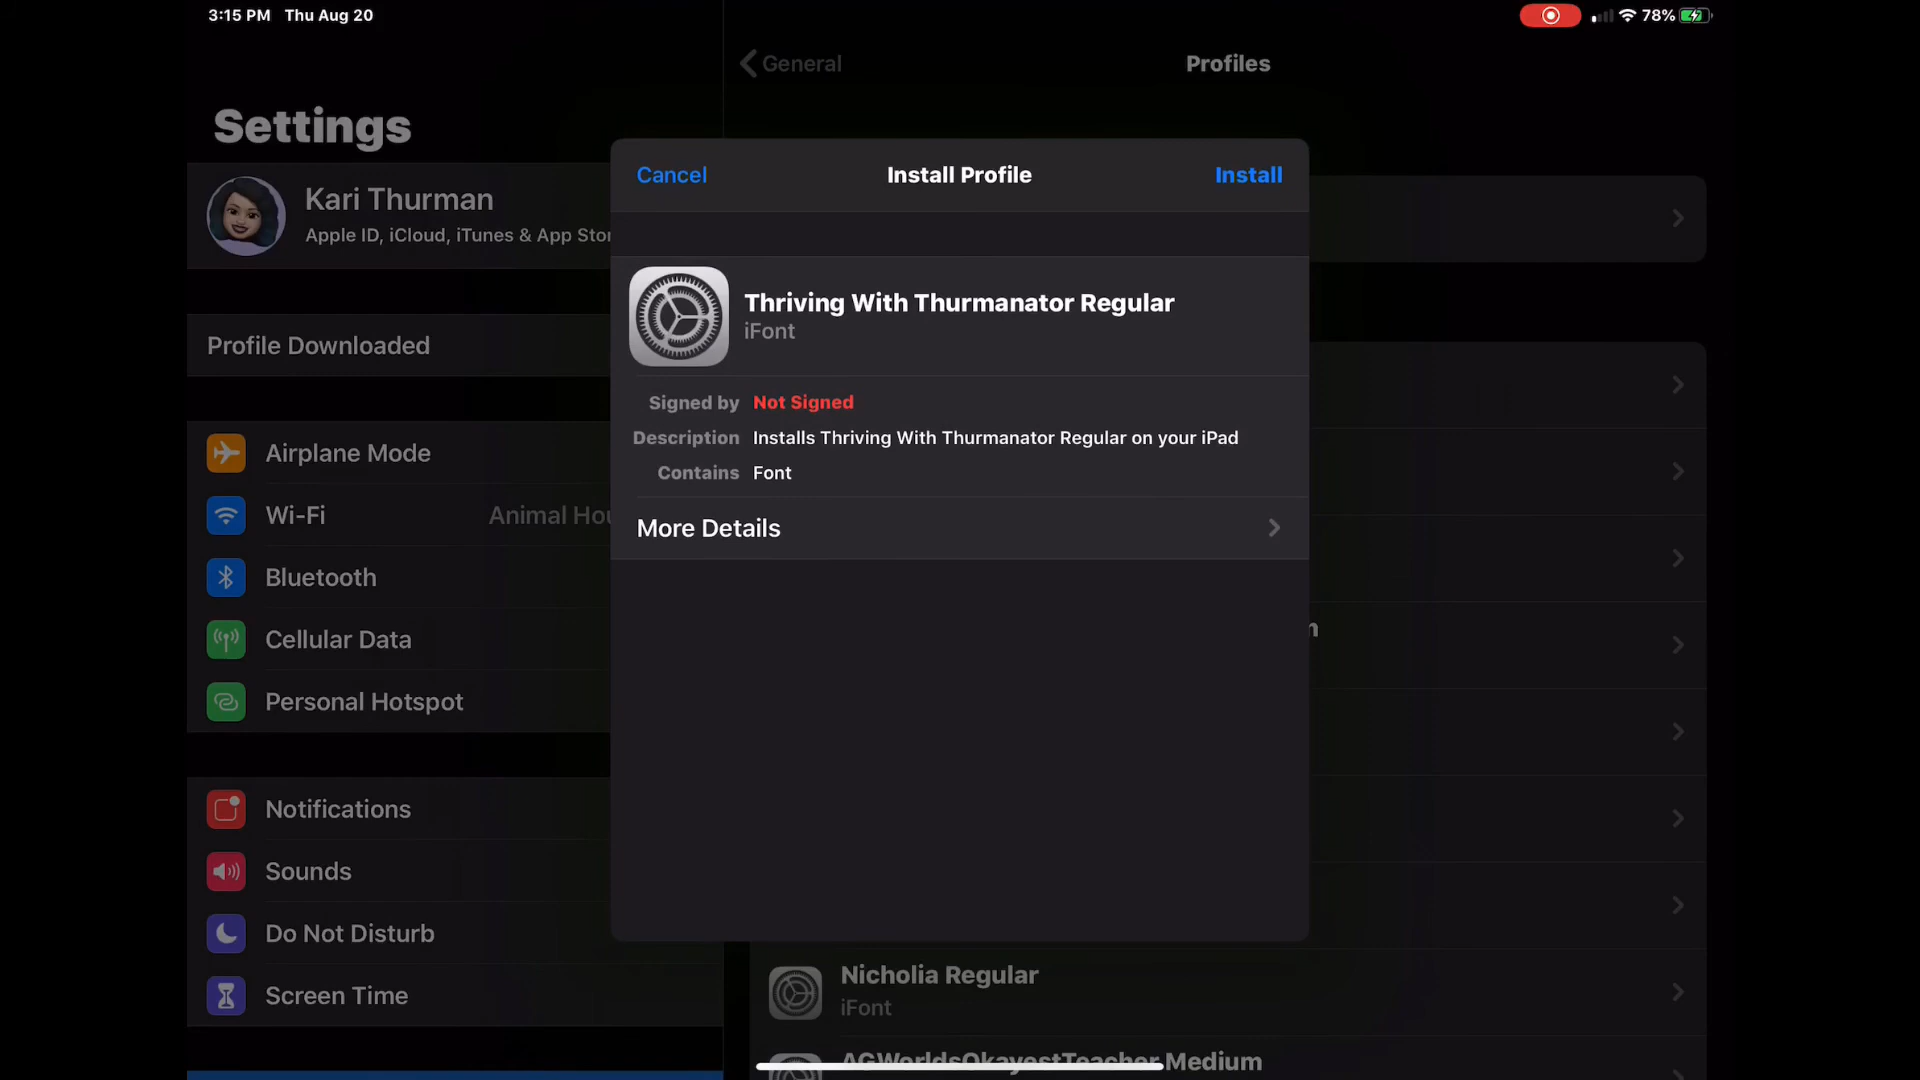 3:15 PM Thu Aug 20
78%
General
Profiles
Settings
Kari Thurman
Apple ID, iCloud, iTunes & App Stor
Profile Downloaded
Airplane Mode
Wi-Fi
Animal Hou
Bluetooth
Cellular Data
Personal Hotspot
Notifications
Sounds
Do Not Disturb
Screen Time
Cancel
Install Profile
Install
Thriving With Thurmanator Regular
iFont
Signed by Not Signed
Description Installs Thriving With Thurmanator Regular on your iPad
Contains Font
More Details
n
Nicholia Regular
iFont
AGWorldsOkayestTeacher Medium